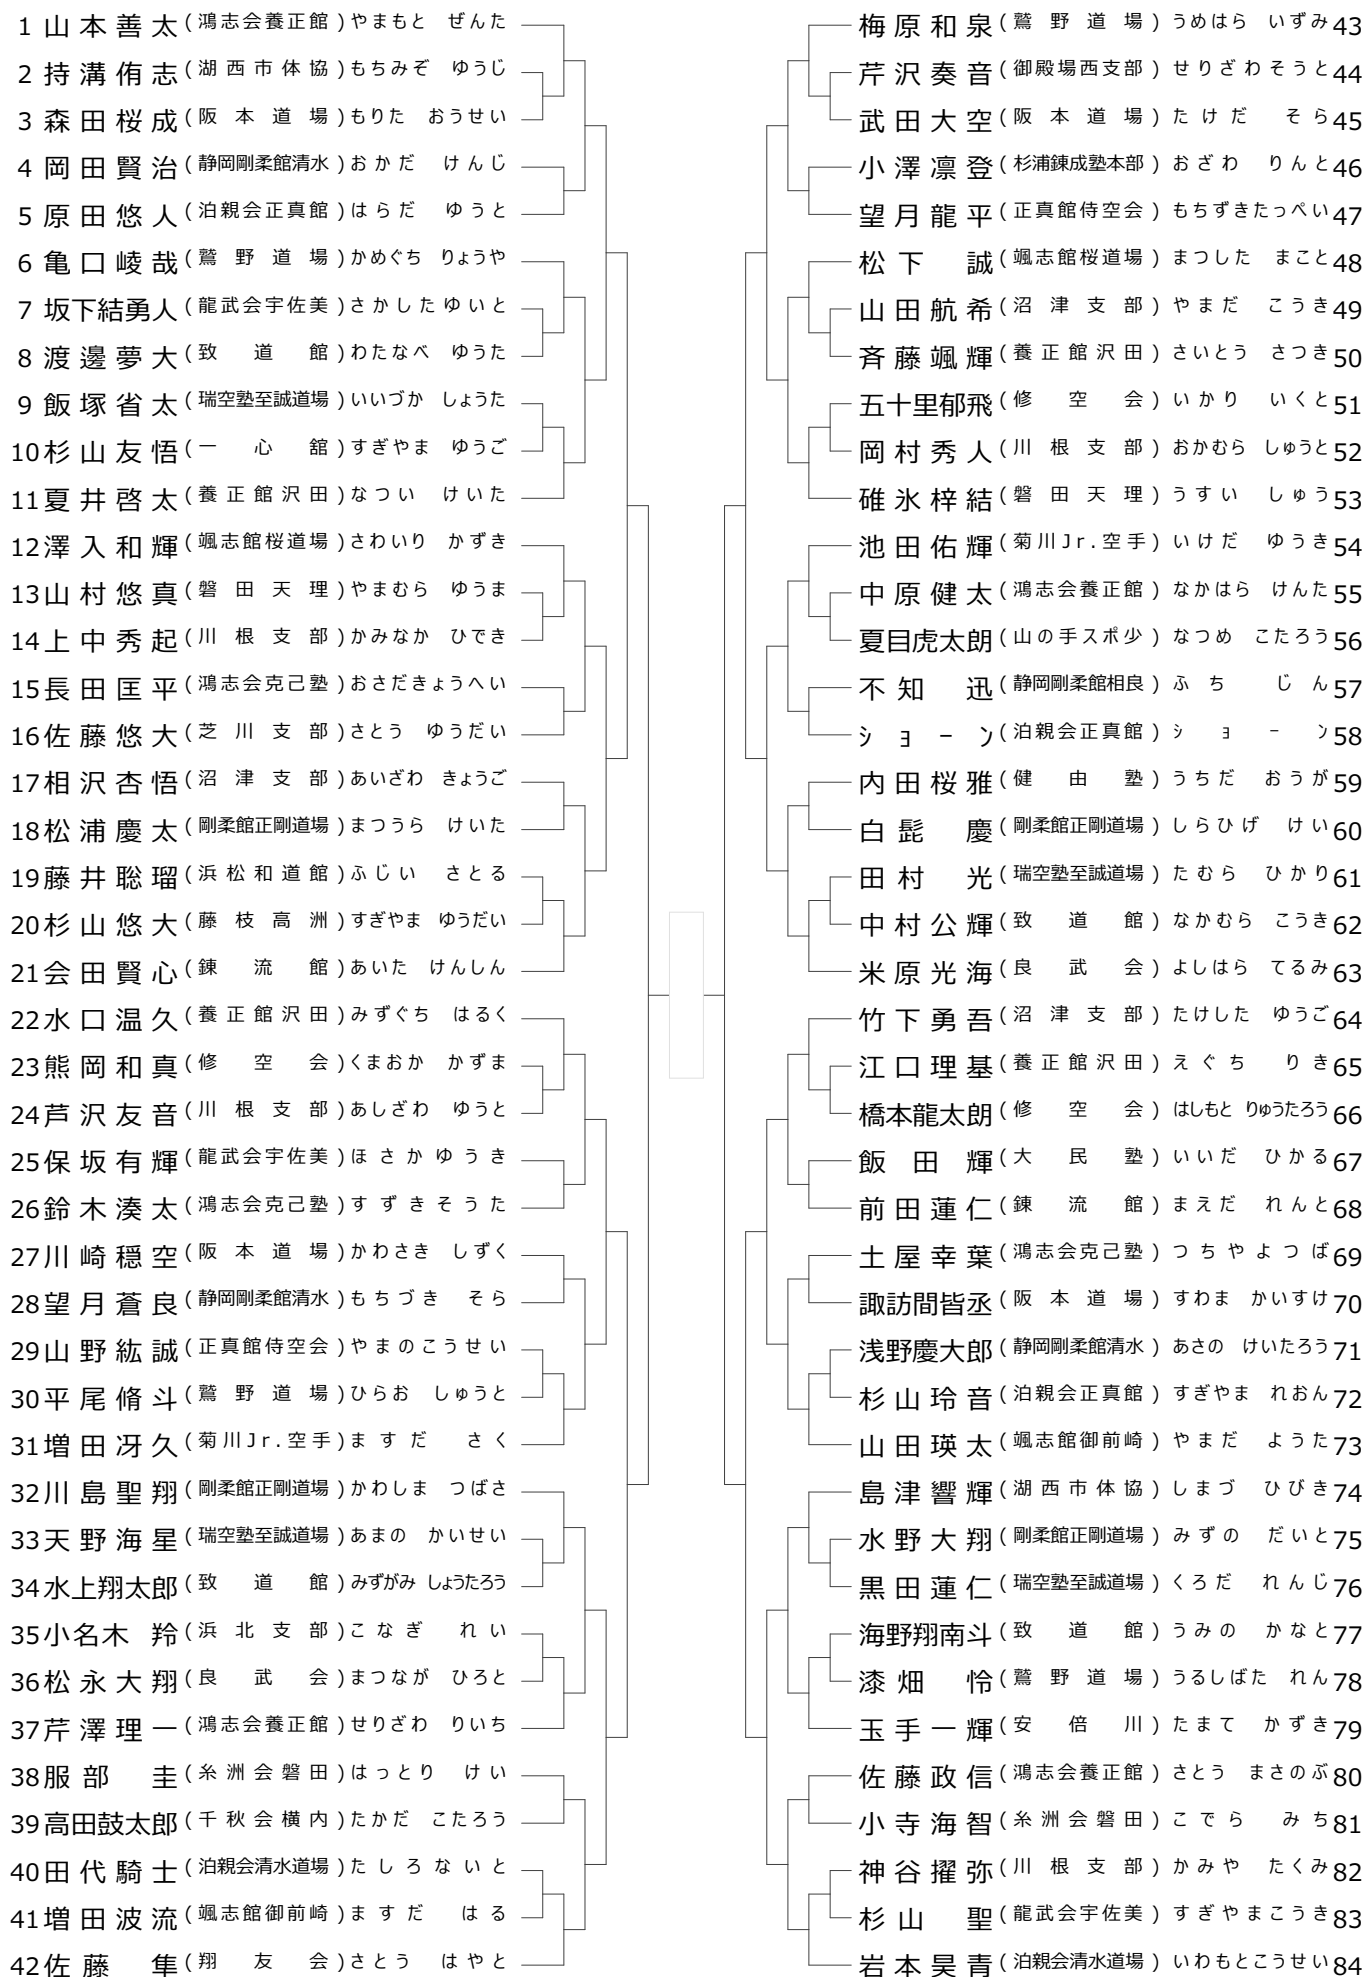 1 山本善太(鴻志会養正館)やまもと ぜんた
2 持溝侑志(湖西市体協)もちみぞ ゆうじ
3 森田桜成(阪本道場)もりた おうせい
4 岡田賢治(静岡剛柔館清水)おかだ けんじ
5 原田悠人(泊親会正真館)はらだ ゆうと
6 亀口崚哉(鷲野道場)かめぐち りょうや
7 坂下結勇人(龍武会宇佐美)さかしたゆいと
8 渡邊夢大(致道館)わたなべ ゆうた
9 飯塚省太(瑞空塾至誠道場)いいづか しょうた
10 杉山友悟(一心舘)すぎやま ゆうご
11 夏井啓太(養正館沢田)なつい けいた
12 澤入和輝(颯志館桜道場)さわいり かずき
13 山村悠真(磐田天理)やまむら ゆうま
14 上中秀起(川根支部)かみなか ひでき
15 長田匡平(鴻志会克己塾)おさだきょうへい
16 佐藤悠大(芝川支部)さとう ゆうだい
17 相沢杏悟(沼津支部)あいざわ きょうご
18 松浦慶太(剛柔館正剛道場)まつうら けいた
19 藤井聡瑠(浜松和道館)ふじい さとる
20 杉山悠大(藤枝高洲)すぎやま ゆうだい
21 会田賢心(錬流館)あいた けんしん
22 水口温久(養正館沢田)みずぐち はるく
23 熊岡和真(修空会)くまおか かずま
24 芦沢友音(川根支部)あしざわ ゆうと
25 保坂有輝(龍武会宇佐美)ほさかゆうき
26 鈴木湊太(鴻志会克己塾)すずきそうた
27 川崎穏空(阪本道場)かわさき しずく
28 望月蒼良(静岡剛柔館清水)もちづき そら
29 山野紘誠(正真館侍空会)やまのこうせい
30 平尾脩斗(鷲野道場)ひらお しゅうと
31 増田冴久(菊川Jr.空手)ますだ さく
32 川島聖翔(剛柔館正剛道場)かわしま つばさ
33 天野海星(瑞空塾至誠道場)あまの かいせい
34 水上翔太郎(致道館)みずがみ しょうたろう
35 小名木 羚(浜北支部)こなぎ れい
36 松永大翔(良武会)まつなが ひろと
37 芹澤理一(鴻志会養正館)せりざわ りいち
38 服部 圭(糸洲会磐田)はっとり けい
39 高田鼓太郎(千秋会横内)たかだ こたろう
40 田代騎士(泊親会清水道場)たしろないと
41 増田波流(颯志館御前崎)ますだ はる
42 佐藤 隼(翔友会)さとう はやと
梅原和泉(鷲野道場)うめはら いずみ 43
芹沢奏音(御殿場西支部)せりざわそうと 44
武田大空(阪本道場)たけだ そら 45
小澤凛登(杉浦錬成塾本部)おざわ りんと 46
望月龍平(正真館侍空会)もちずきたっぺい 47
松下 誠(颯志館桜道場)まつした まこと 48
山田航希(沼津支部)やまだ こうき 49
斉藤颯輝(養正館沢田)さいとう さつき 50
五十里郁飛(修空会)いかり いくと 51
岡村秀人(川根支部)おかむら しゅうと 52
碓氷梓結(磐田天理)うすい しゅう 53
池田佑輝(菊川Jr.空手)いけだ ゆうき 54
中原健太(鴻志会養正館)なかはら けんた 55
夏目虎太朗(山の手スポ少)なつめ こたろう 56
不知 迅(静岡剛柔館相良)ふち じん 57
ショーン(泊親会正真館)ショーン 58
内田桜雅(健由塾)うちだ おうが 59
白髭 慶(剛柔館正剛道場)しらひげ けい 60
田村 光(瑞空塾至誠道場)たむら ひかり 61
中村公輝(致道館)なかむら こうき 62
米原光海(良武会)よしはら てるみ 63
竹下勇吾(沼津支部)たけした ゆうご 64
江口理基(養正館沢田)えぐち りき 65
橋本龍太朗(修空会)はしもと りゅうたろう 66
飯田輝(大民塾)いいだ ひかる 67
前田蓮仁(錬流館)まえだ れんと 68
土屋幸葉(鴻志会克己塾)つちやよつば 69
諏訪間皆丞(阪本道場)すわま かいすけ 70
浅野慶大郎(静岡剛柔館清水)あさの けいたろう 71
杉山玲音(泊親会正真館)すぎやま れおん 72
山田瑛太(颯志館御前崎)やまだ ようた 73
島津響輝(湖西市体協)しまづ ひびき 74
水野大翔(剛柔館正剛道場)みずの だいと 75
黒田蓮仁(瑞空塾至誠道場)くろだ れんじ 76
海野翔南斗(致道館)うみの かなと 77
漆畑 怜(鷲野道場)うるしばた れん 78
玉手一輝(安倍川)たまて かずき 79
佐藤政信(鴻志会養正館)さとう まさのぶ 80
小寺海智(糸洲会磐田)こでら みち 81
神谷擢弥(川根支部)かみや たくみ 82
杉山 聖(龍武会宇佐美)すぎやまこうき 83
岩本昊青(泊親会清水道場)いわもとこうせい 84